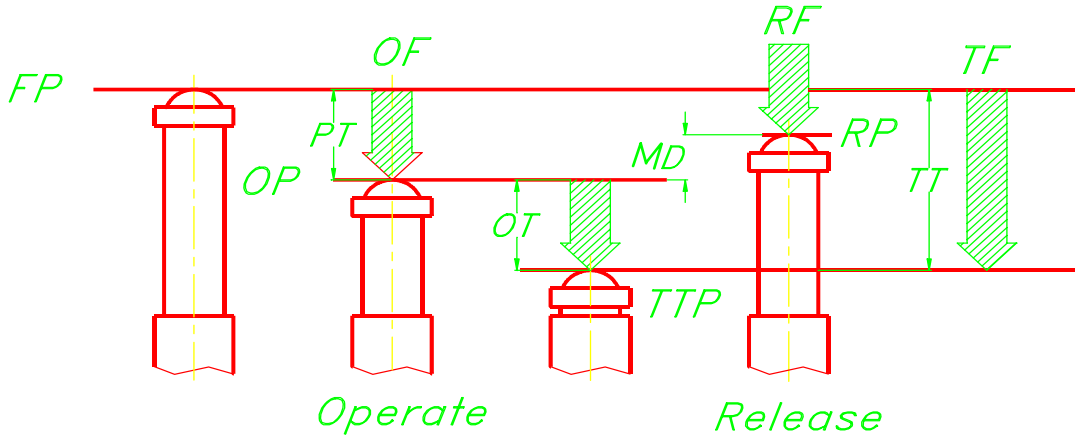 RF
OF
TF
FP
PT
RP
MD
OP
TT
OT
TTP
Operate
Release